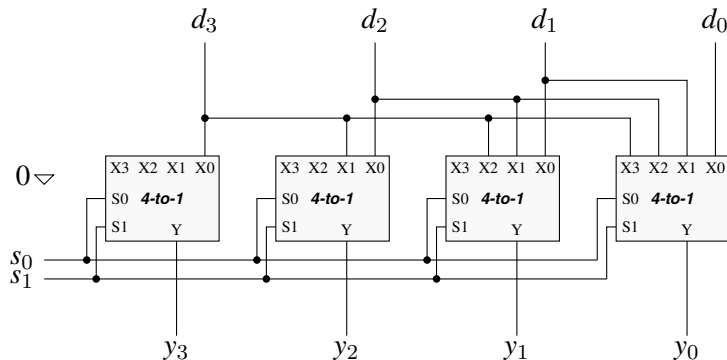 d3 d2 d1 d0
X3 X2 X1 X0 X3 X2 X1 X0 X3 X2 X1 X0 X3 X2 X1 X0
0
S0 4-to-1 S0 4-to-1 S0 4-to-1 S0 4-to-1
S1 Y S1 Y S1 Y S1 Y
s0
s1
y3 y2 y1 y0